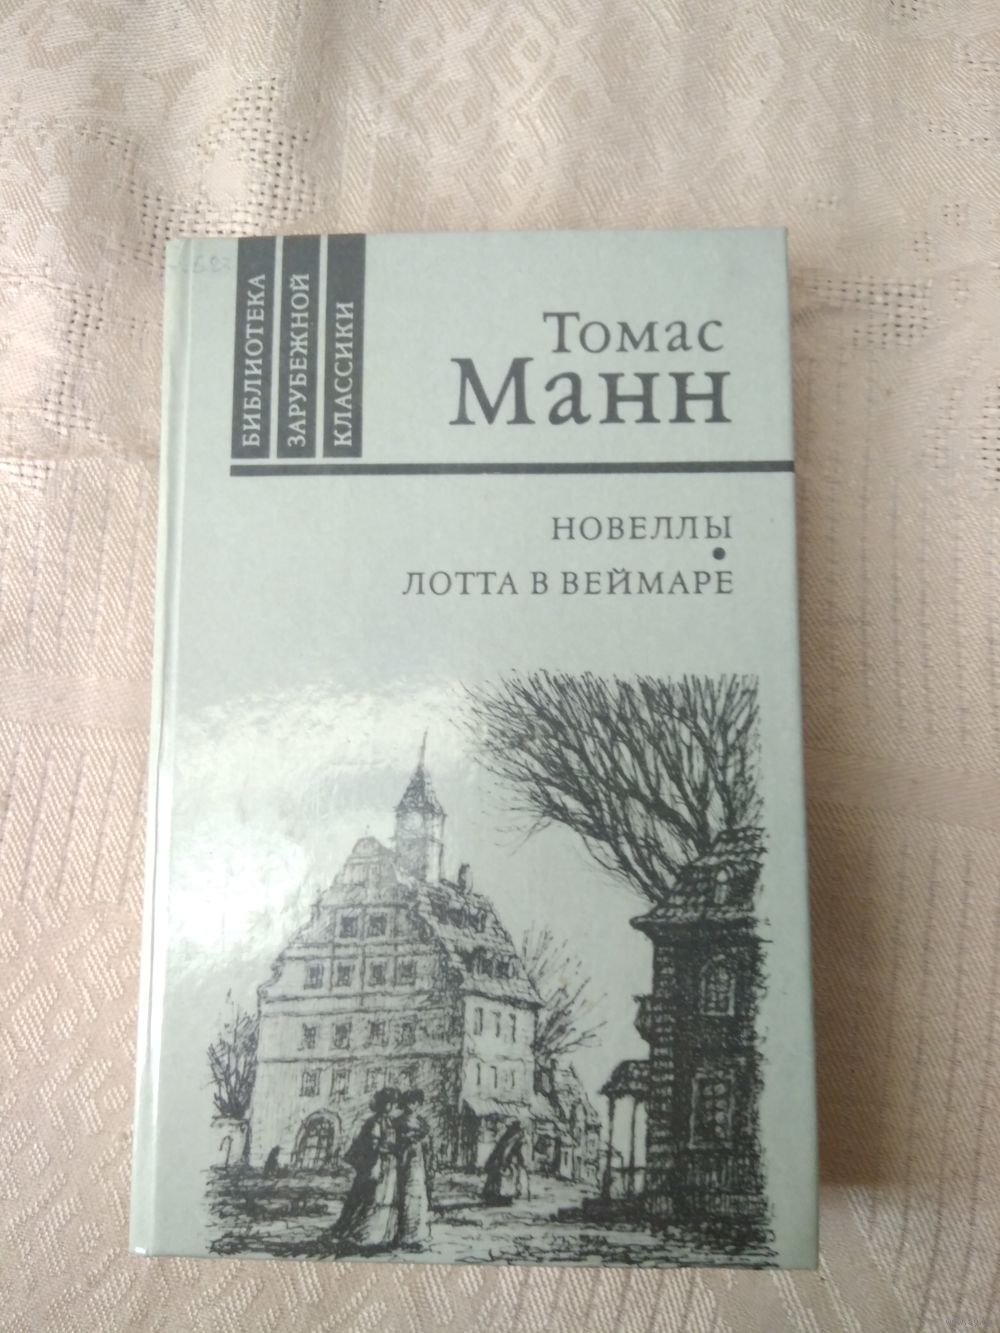 БИБЛИОТЕКА
ЗАРУБЕЖНОЙ
КЛАССИКИ
Томас
Манн
НОВЕЛЛЫ
•
ЛОТТА В ВЕЙМАРЕ